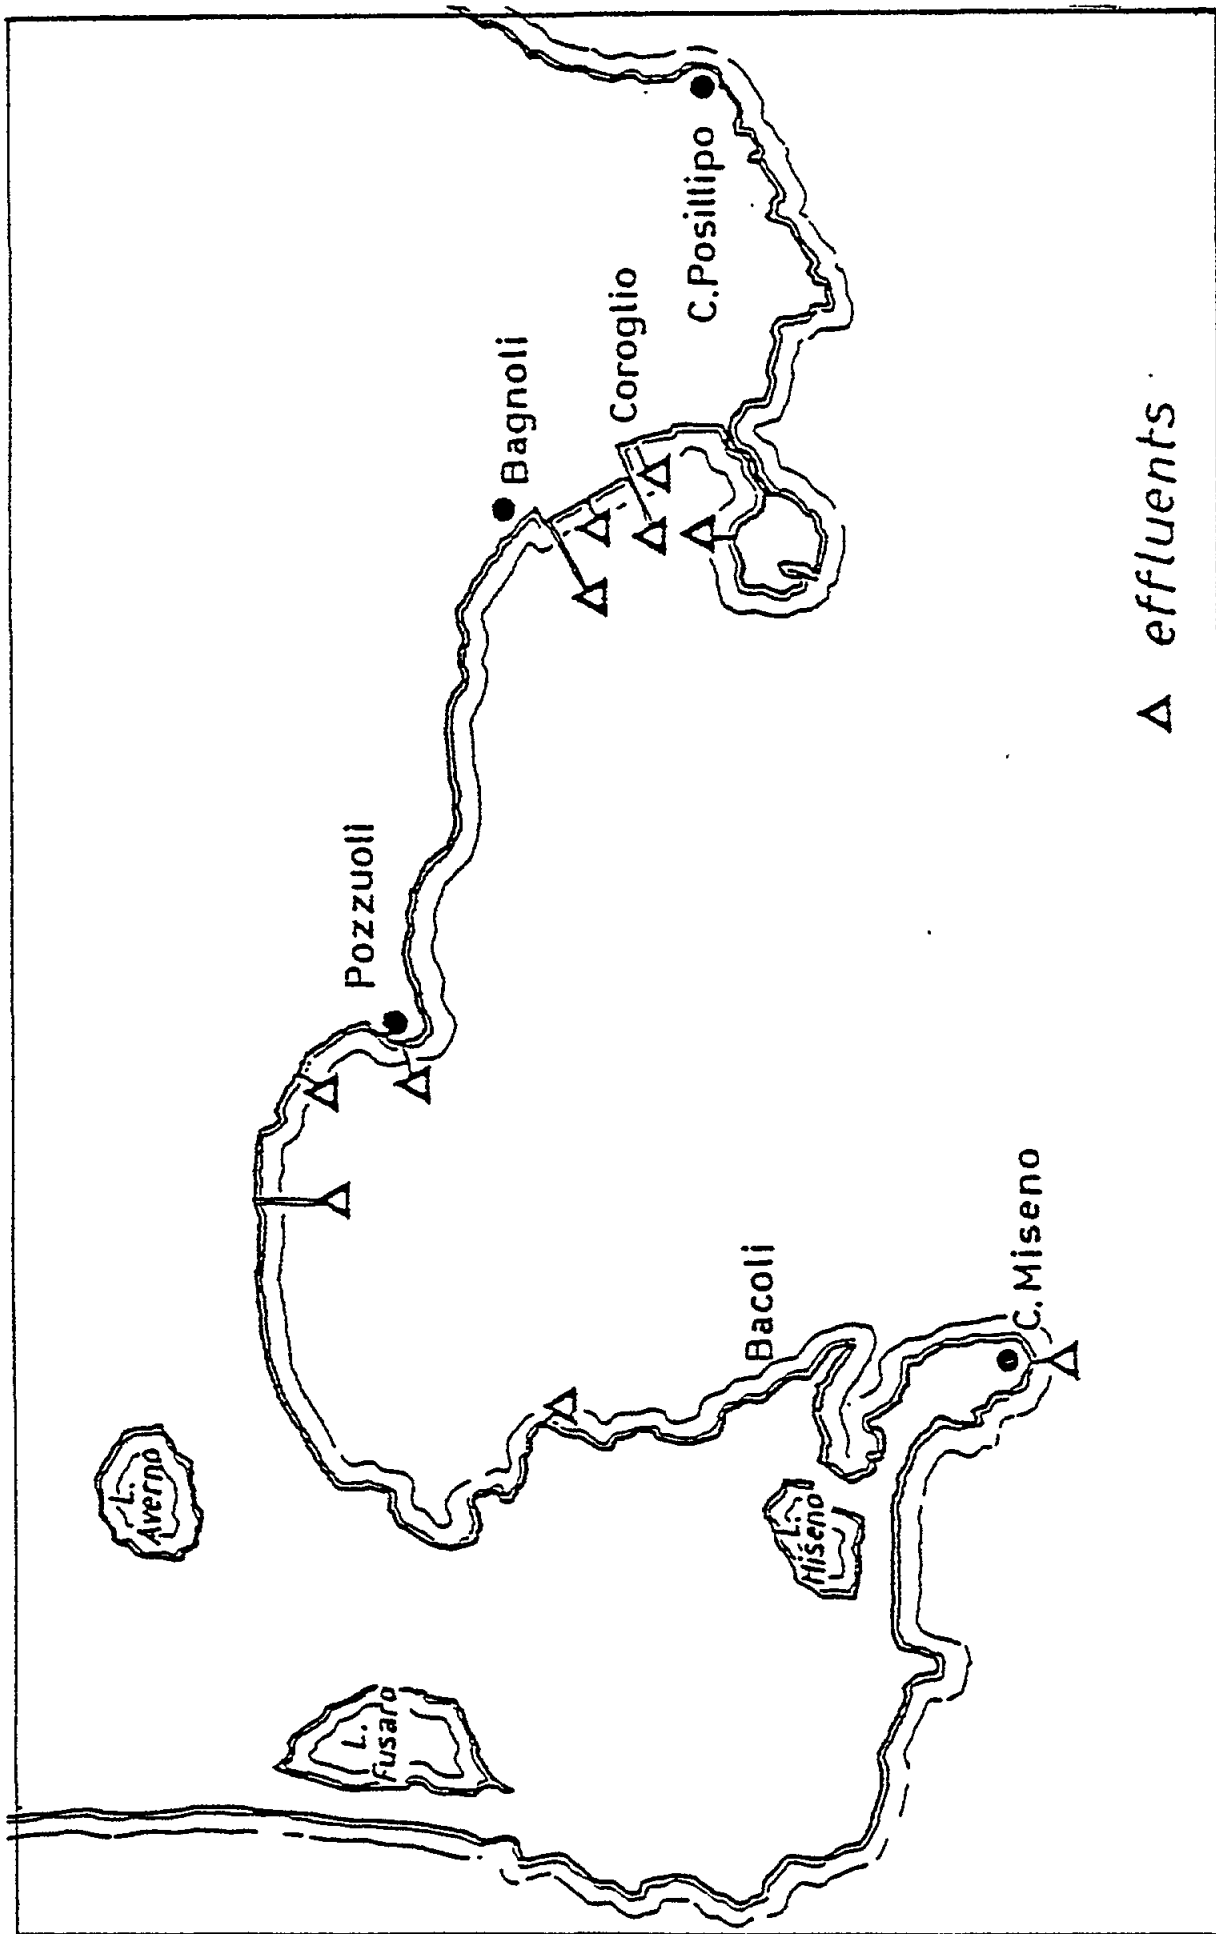 L.
Averno
L.
Fusaro
L.
Miseno
Pozzuoli
Bagnoli
Coroglio
C.Posillipo
Bacoli
C.Miseno
effluents